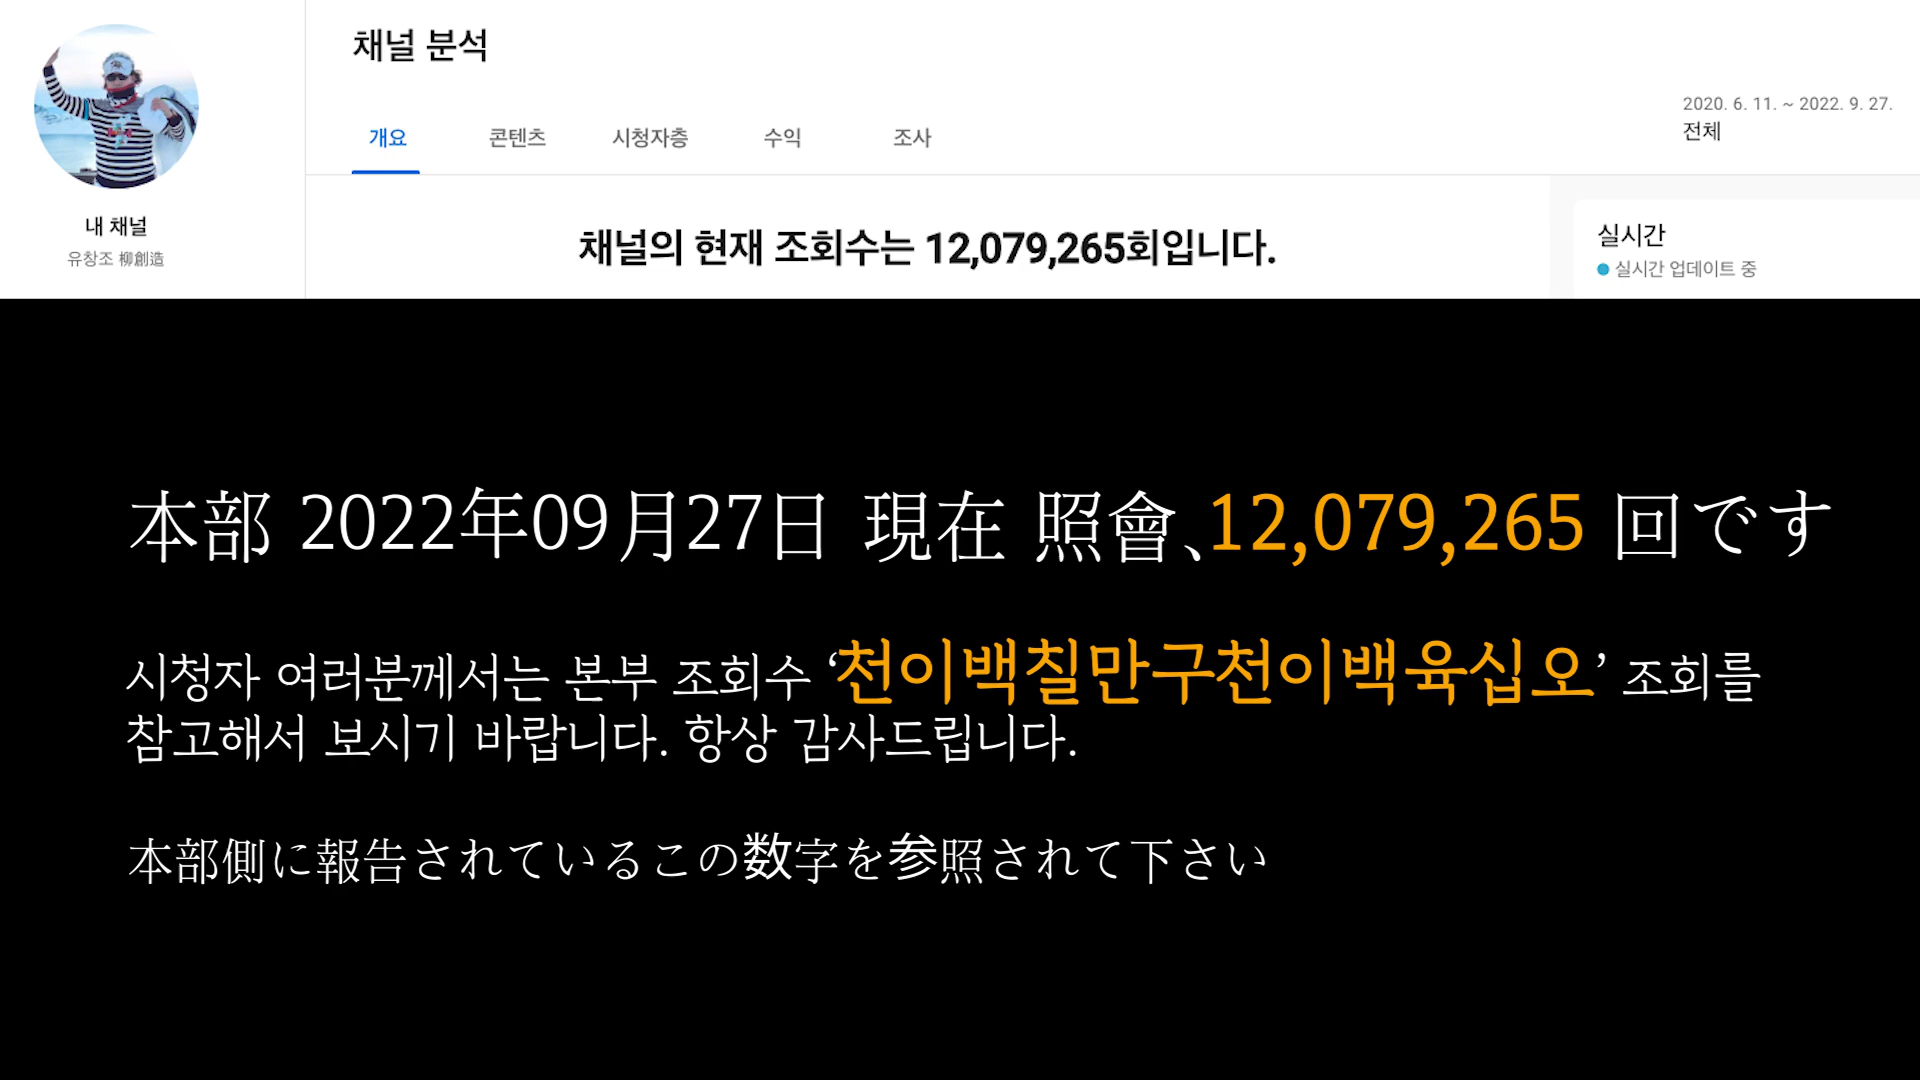 채널 분석
2020. 6. 11. ~ 2022. 9. 27.
전체
개요 콘텐츠 시청자층 수익 조사
내 채널
유창조 柳創造
채널의 현재 조회수는 12,079,265회입니다.
실시간
실시간 업데이트 중
本部 2022年09月27日 現在 照會、12,079,265 回です
시청자 여러분께서는 본부 조회수 ‘천이백칠만구천이백육십오’ 조회를
참고해서 보시기 바랍니다. 항상 감사드립니다.
本部側に報告されているこの数字を参照されて下さい